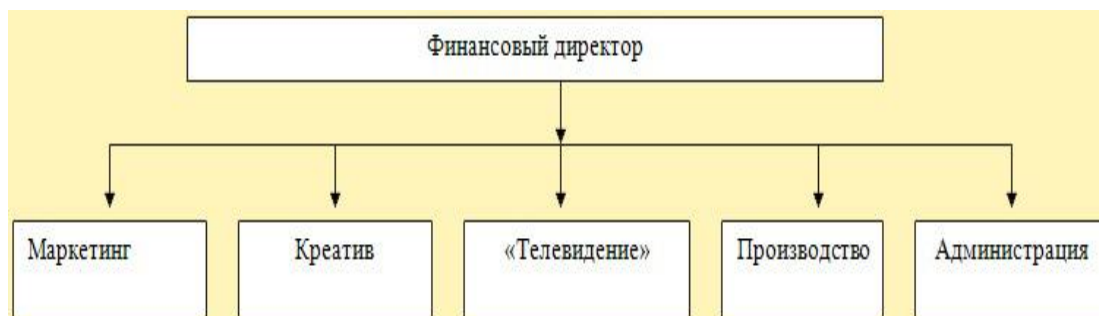 Финансовый директор
Маркетинг
Креатив
«Телевидение»
Производство
Администрация